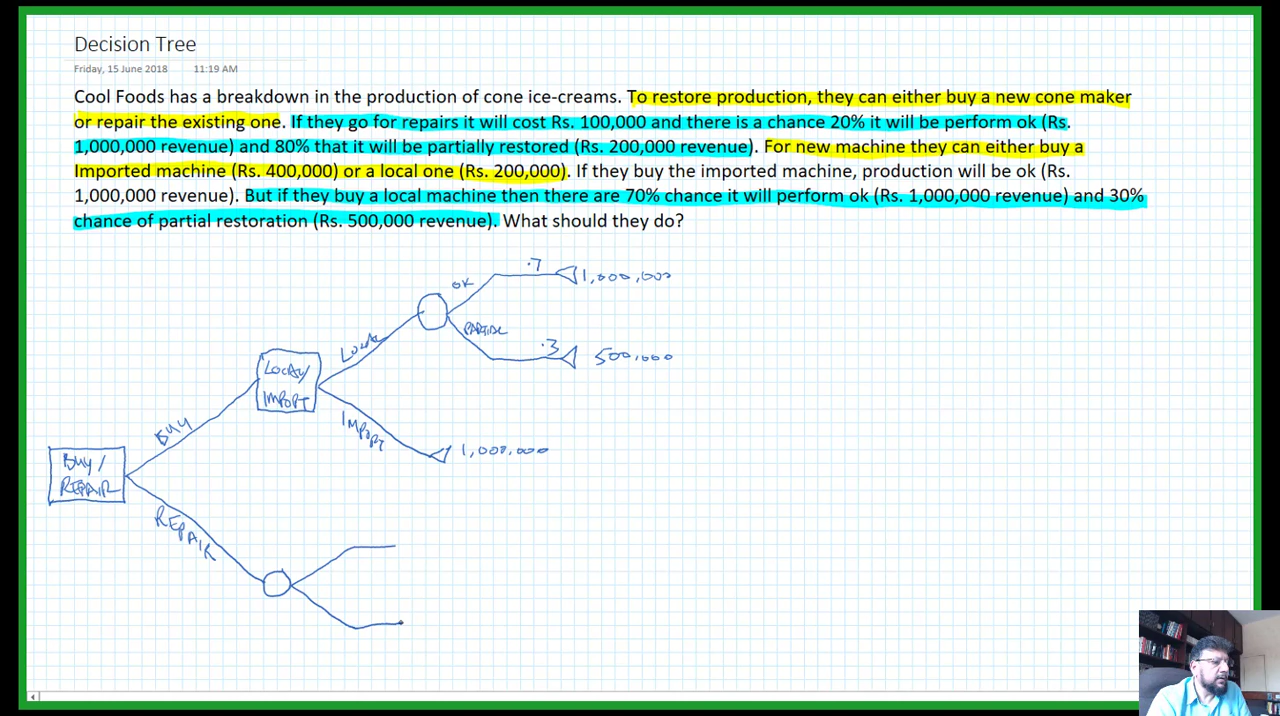 Decision Tree
Friday, 15 June 2018 11:19 AM
Cool Foods has a breakdown in the production of cone ice-creams. To restore production, they can either buy a new cone maker
or repair the existing one. If they go for repairs it will cost Rs. 100,000 and there is a chance 20% it will be perform ok (Rs.
1,000,000 revenue) and 80% that it will be partially restored (Rs. 200,000 revenue). For new machine they can either buy a
Imported machine (Rs. 400,000) or a local one (Rs. 200,000). If they buy the imported machine, production will be ok (Rs.
1,000,000 revenue). But if they buy a local machine then there are 70% chance it will perform ok (Rs. 1,000,000 revenue) and 30%
chance of partial restoration (Rs. 500,000 revenue). What should they do?
.7
OK
1,000,000
PARTIAL
.3
500,000
LOCAL
LOCAL/
IMPORT
IMPORT
1,000,000
BUY
BUY/
REPAIR
REPAIR